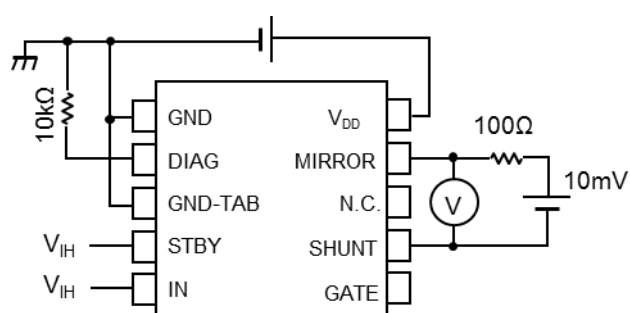 10kΩ
GND
DIAG
GND-TAB
STBY
IN
V_IH
V_IH
V_DD
MIRROR
N.C.
SHUNT
GATE
100Ω
V
10mV